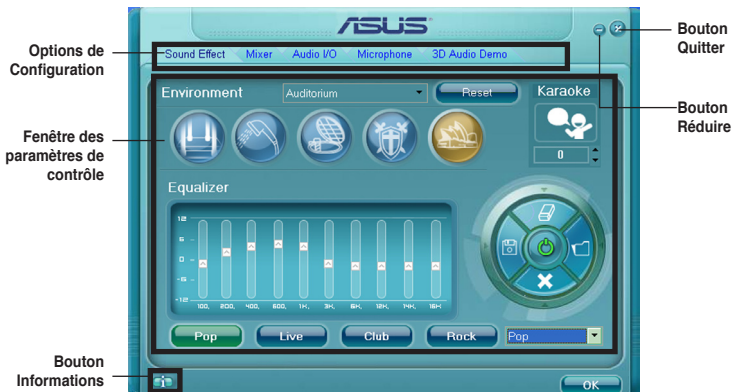 ASUS
Bouton
Quitter
Options de
Configuration
Sound Effect Mixer Audio I/O Microphone 3D Audio Demo
Environment Auditorium Reset Karaoke
Bouton
Réduire
Fenêtre des
paramètres de
contrôle
0
Equalizer
12
6
0
-6
-12
100, 200, 400, 600, 1K, 3K, 6K, 12K, 14K, 16K
Pop Live Club Rock Pop
Bouton
Informations
i
OK